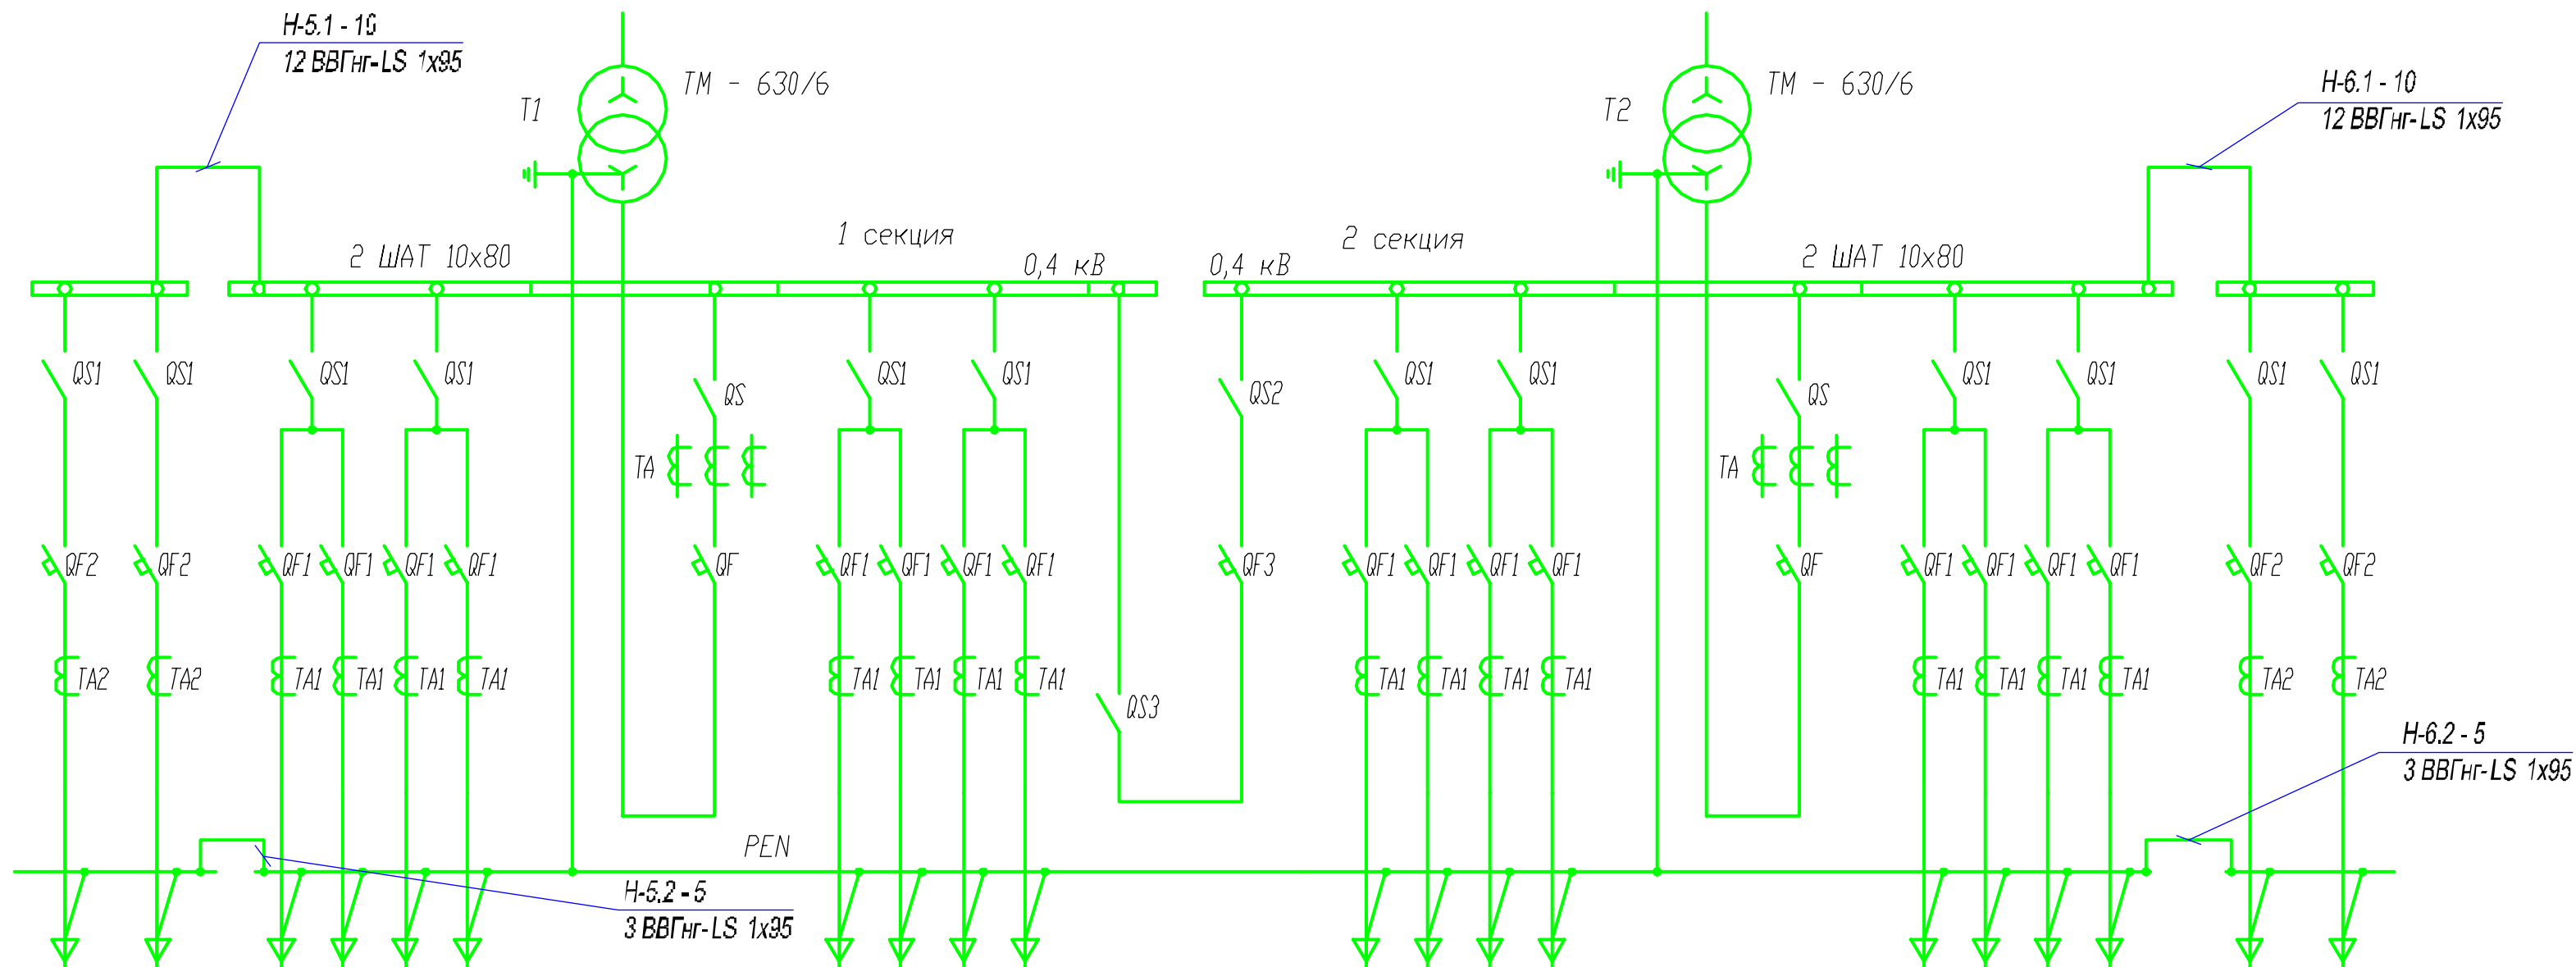 Н-5.1 - 10
12 ВВГнг-LS 1х95
Т1
ТМ - 630/6
Т2
ТМ - 630/6
Н-6.1 - 10
12 ВВГнг-LS 1х95
2 ШАТ 10х80
1 секция
0,4 кВ
2 секция
0,4 кВ
2 ШАТ 10х80
QS1 QS1 QS1 QS1 QS QS1 QS1 QS2 QS1 QS1 QS QS1 QS1 QS1 QS1
ТА ТА
QF2 QF2 QF1 QF1 QF1 QF1 QF QF1 QF1 QF1 QF1 QF3 QF1 QF1 QF1 QF1 QF QF1 QF1 QF1 QF1 QF2 QF2
ТА2 ТА2 ТА1 ТА1 ТА1 ТА1 ТА1 ТА1 ТА1 ТА1 ТА1 ТА1 ТА1 ТА1 ТА1 ТА1 ТА1 ТА1 ТА2 ТА2
QS3
Н-6.2 - 5
3 ВВГнг-LS 1х95
PEN
Н-5.2 - 5
3 ВВГнг-LS 1х95